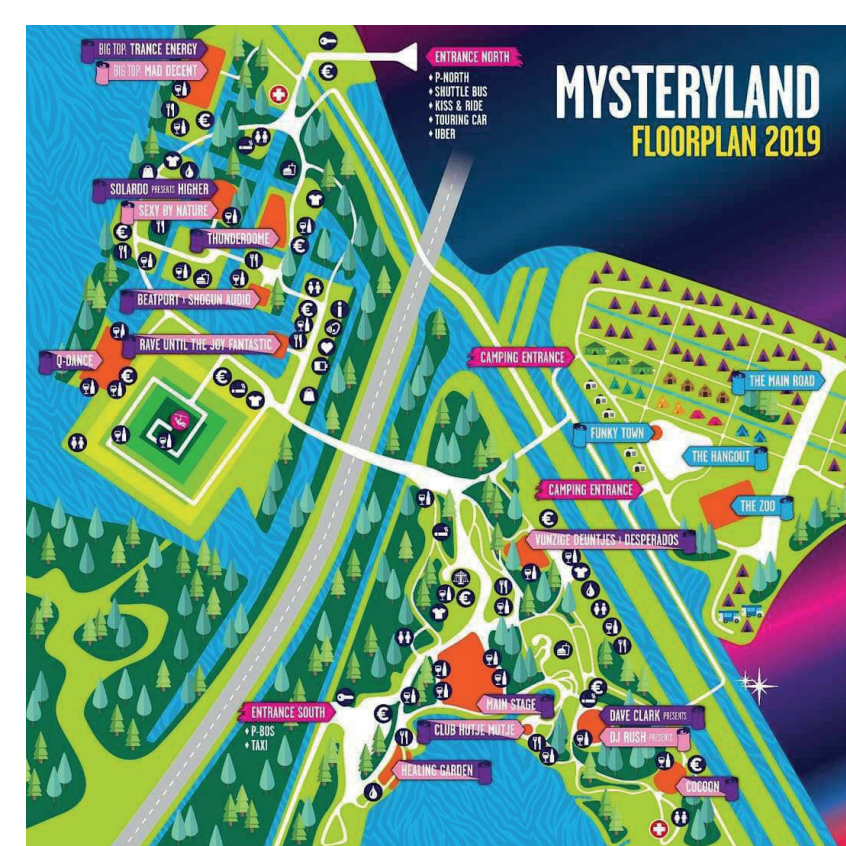 BIG TOP: TRANCE ENERGY
BIG TOP: MAD DECENT
ENTRANCE NORTH
♦ P-NORTH
♦ SHUTTLE BUS
♦ KISS & RIDE
♦ TOURING CAR
♦ UBER
MYSTERYLAND
FLOORPLAN 2019
SOLARDO PRESENTS HIGHER
SEXY BY NATURE
THUNDERDOME
BEATPORT X SHOGUN AUDIO
RAVE UNTIL THE JOY FANTASTIC
Q-DANCE
CAMPING ENTRANCE
THE MAIN ROAD
FUNKY TOWN
THE HANGOUT
CAMPING ENTRANCE
THE ZOO
VUNZIGE DEUNTJES X DESPERADOS
MAIN STAGE
ENTRANCE SOUTH
♦ P-BOS
♦ TAXI
CLUB HUTJE MUTJE
DAVE CLARK PRESENTS
DJ RUSH PRESENTS
HEALING GARDEN
COCOON